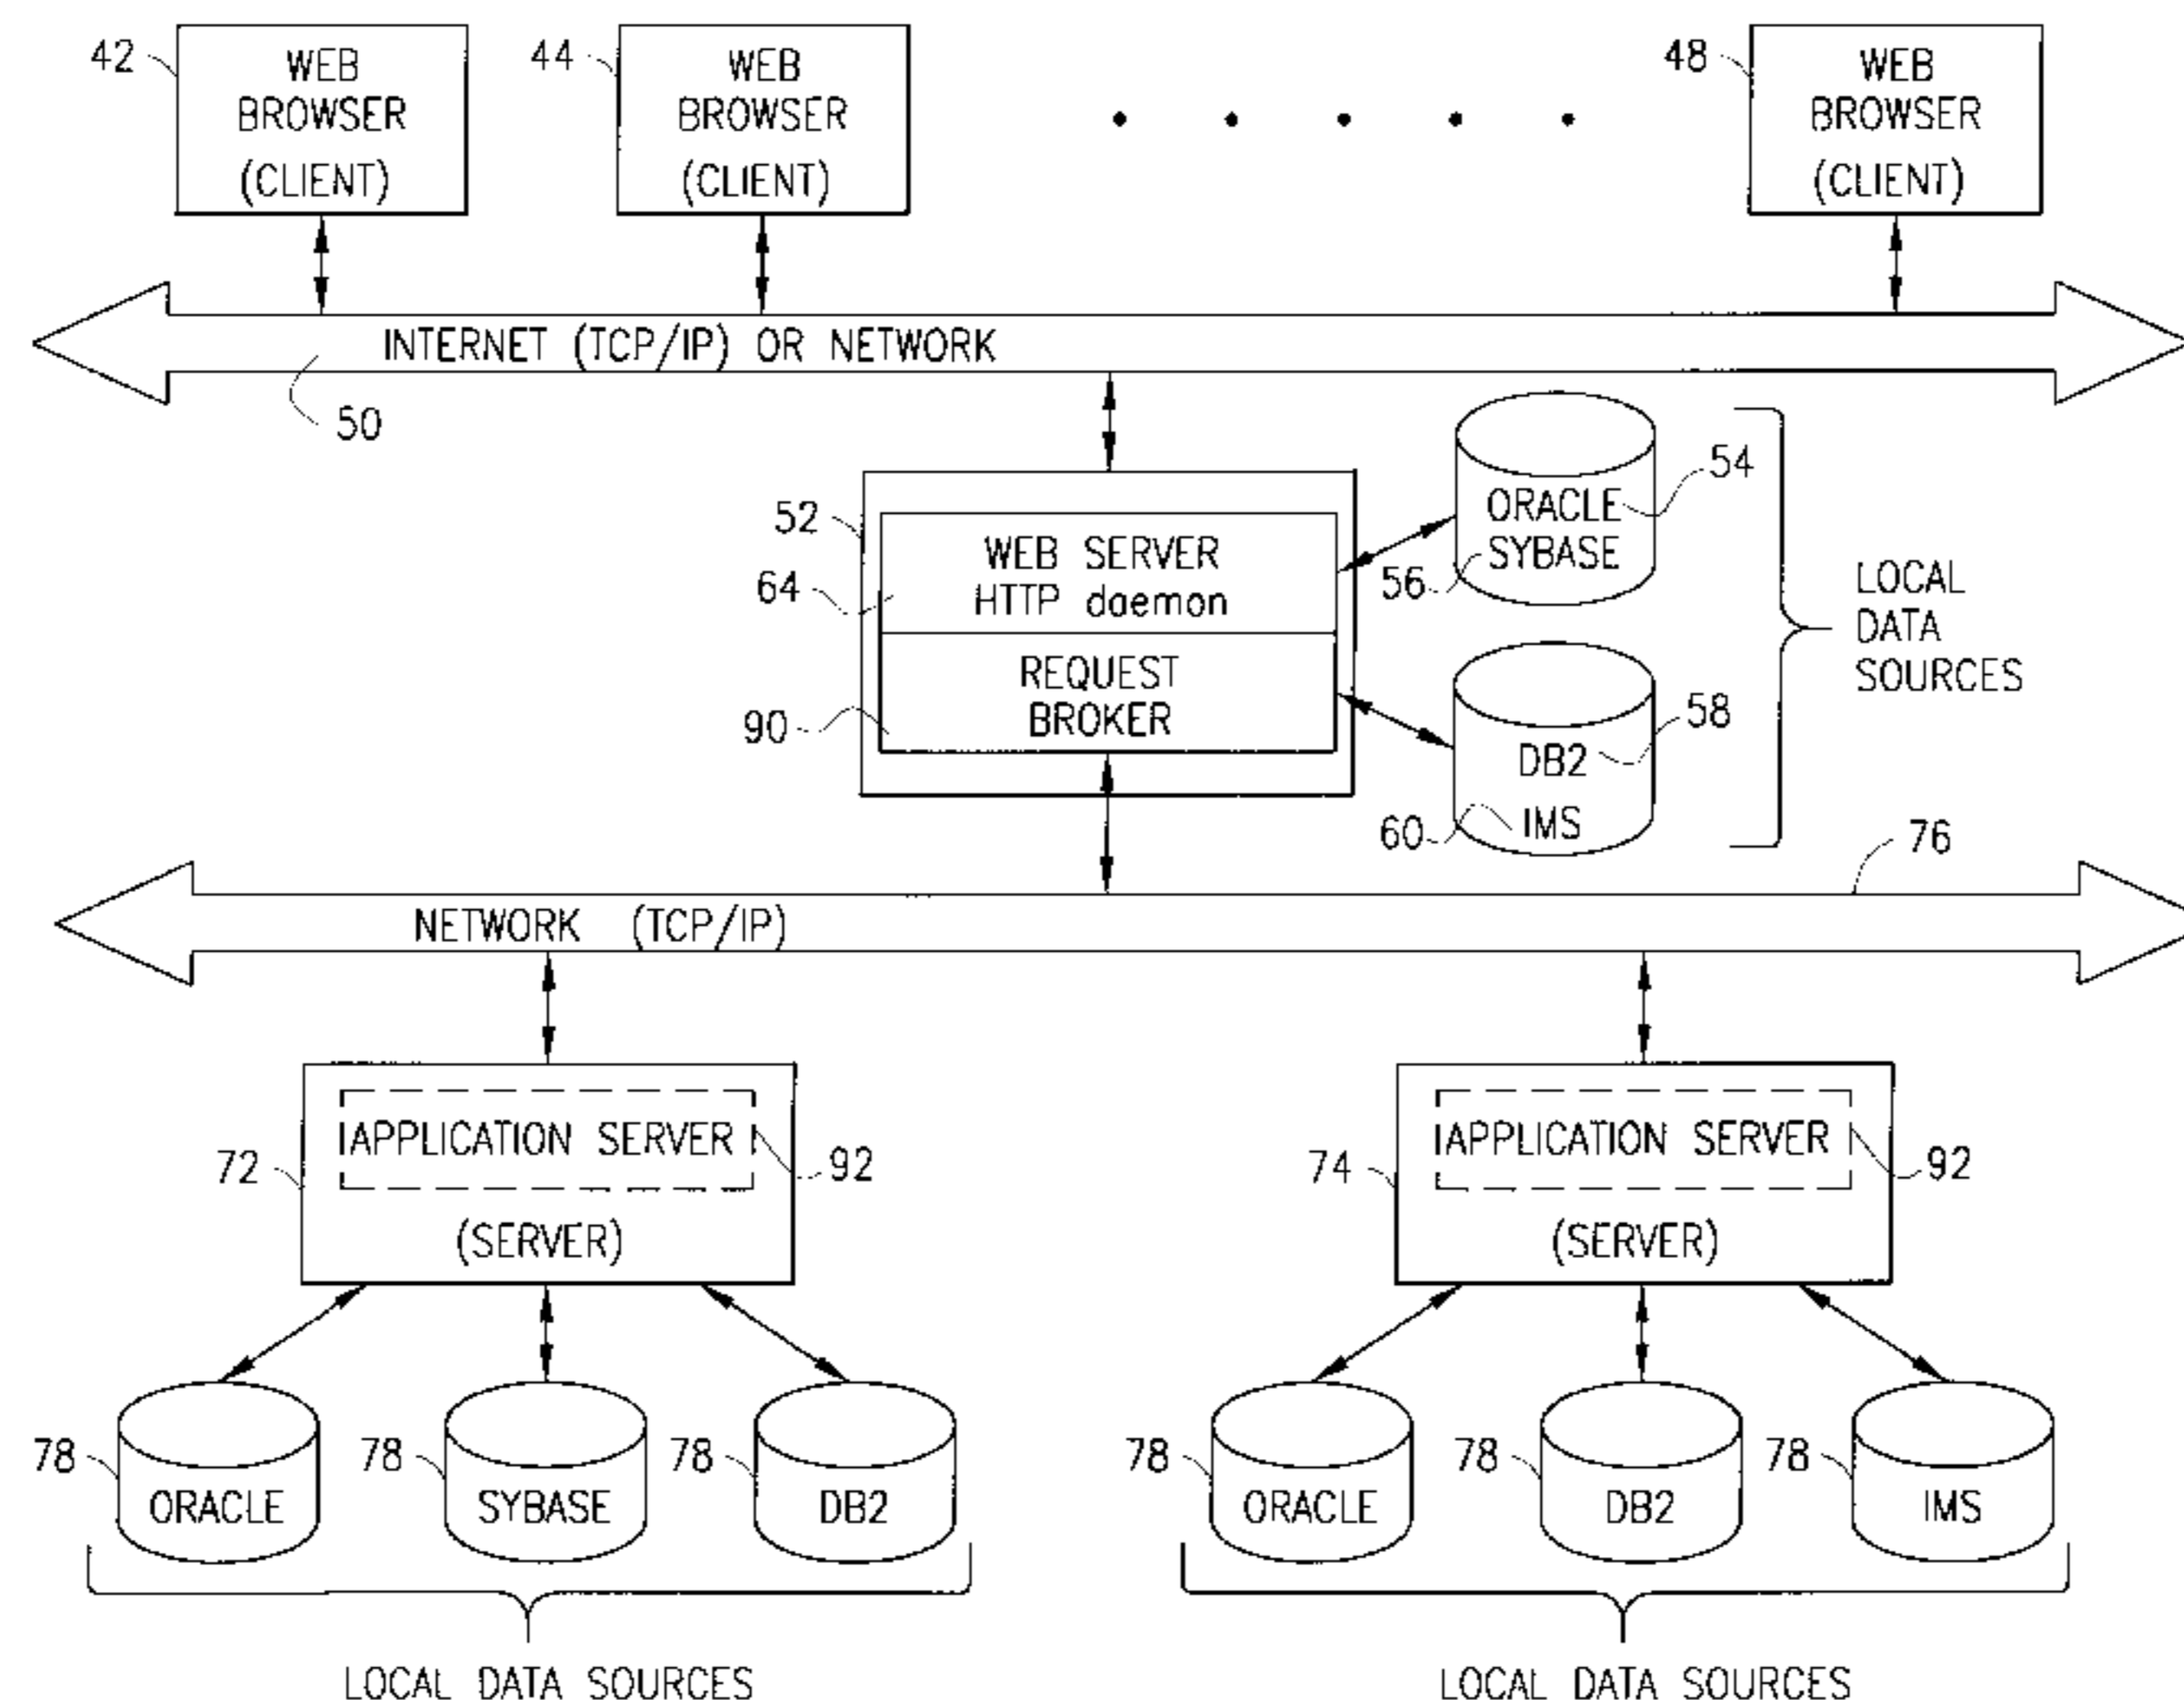 42
WEB
BROWSER
(CLIENT)
44
WEB
BROWSER
(CLIENT)
48
WEB
BROWSER
(CLIENT)
INTERNET (TCP/IP) OR NETWORK
50
52
WEB SERVER
HTTP daemon
64
REQUEST
BROKER
90
ORACLE
54
SYBASE
56
DB2
58
IMS
60
LOCAL
DATA
SOURCES
76
NETWORK (TCP/IP)
72
APPLICATION SERVER
92
(SERVER)
74
APPLICATION SERVER
92
(SERVER)
78
ORACLE
78
SYBASE
78
DB2
78
ORACLE
78
DB2
78
IMS
LOCAL DATA SOURCES
LOCAL DATA SOURCES